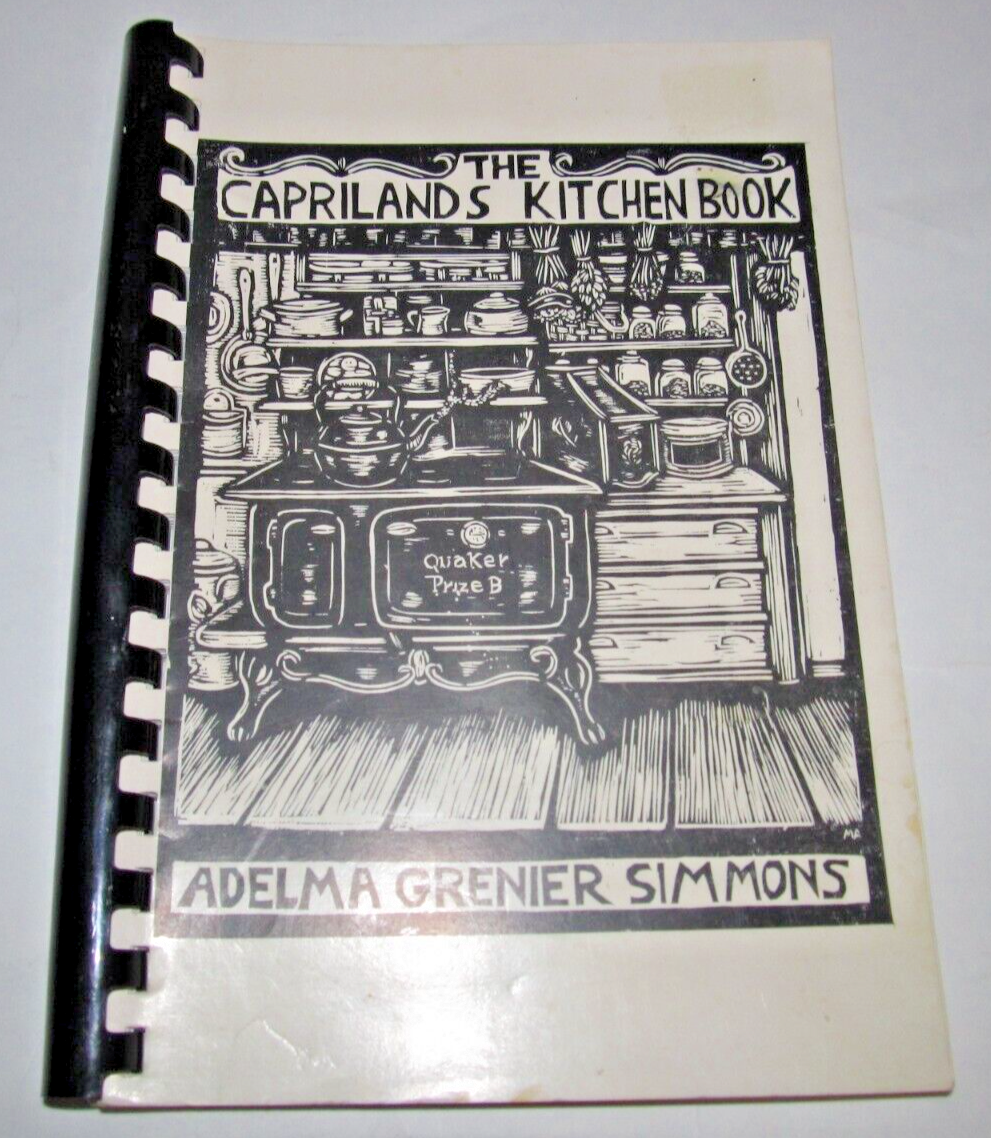 THE
CAPRILANDS KITCHEN BOOK
Quaker
Prize B
ADELMA GRENIER SIMMONS